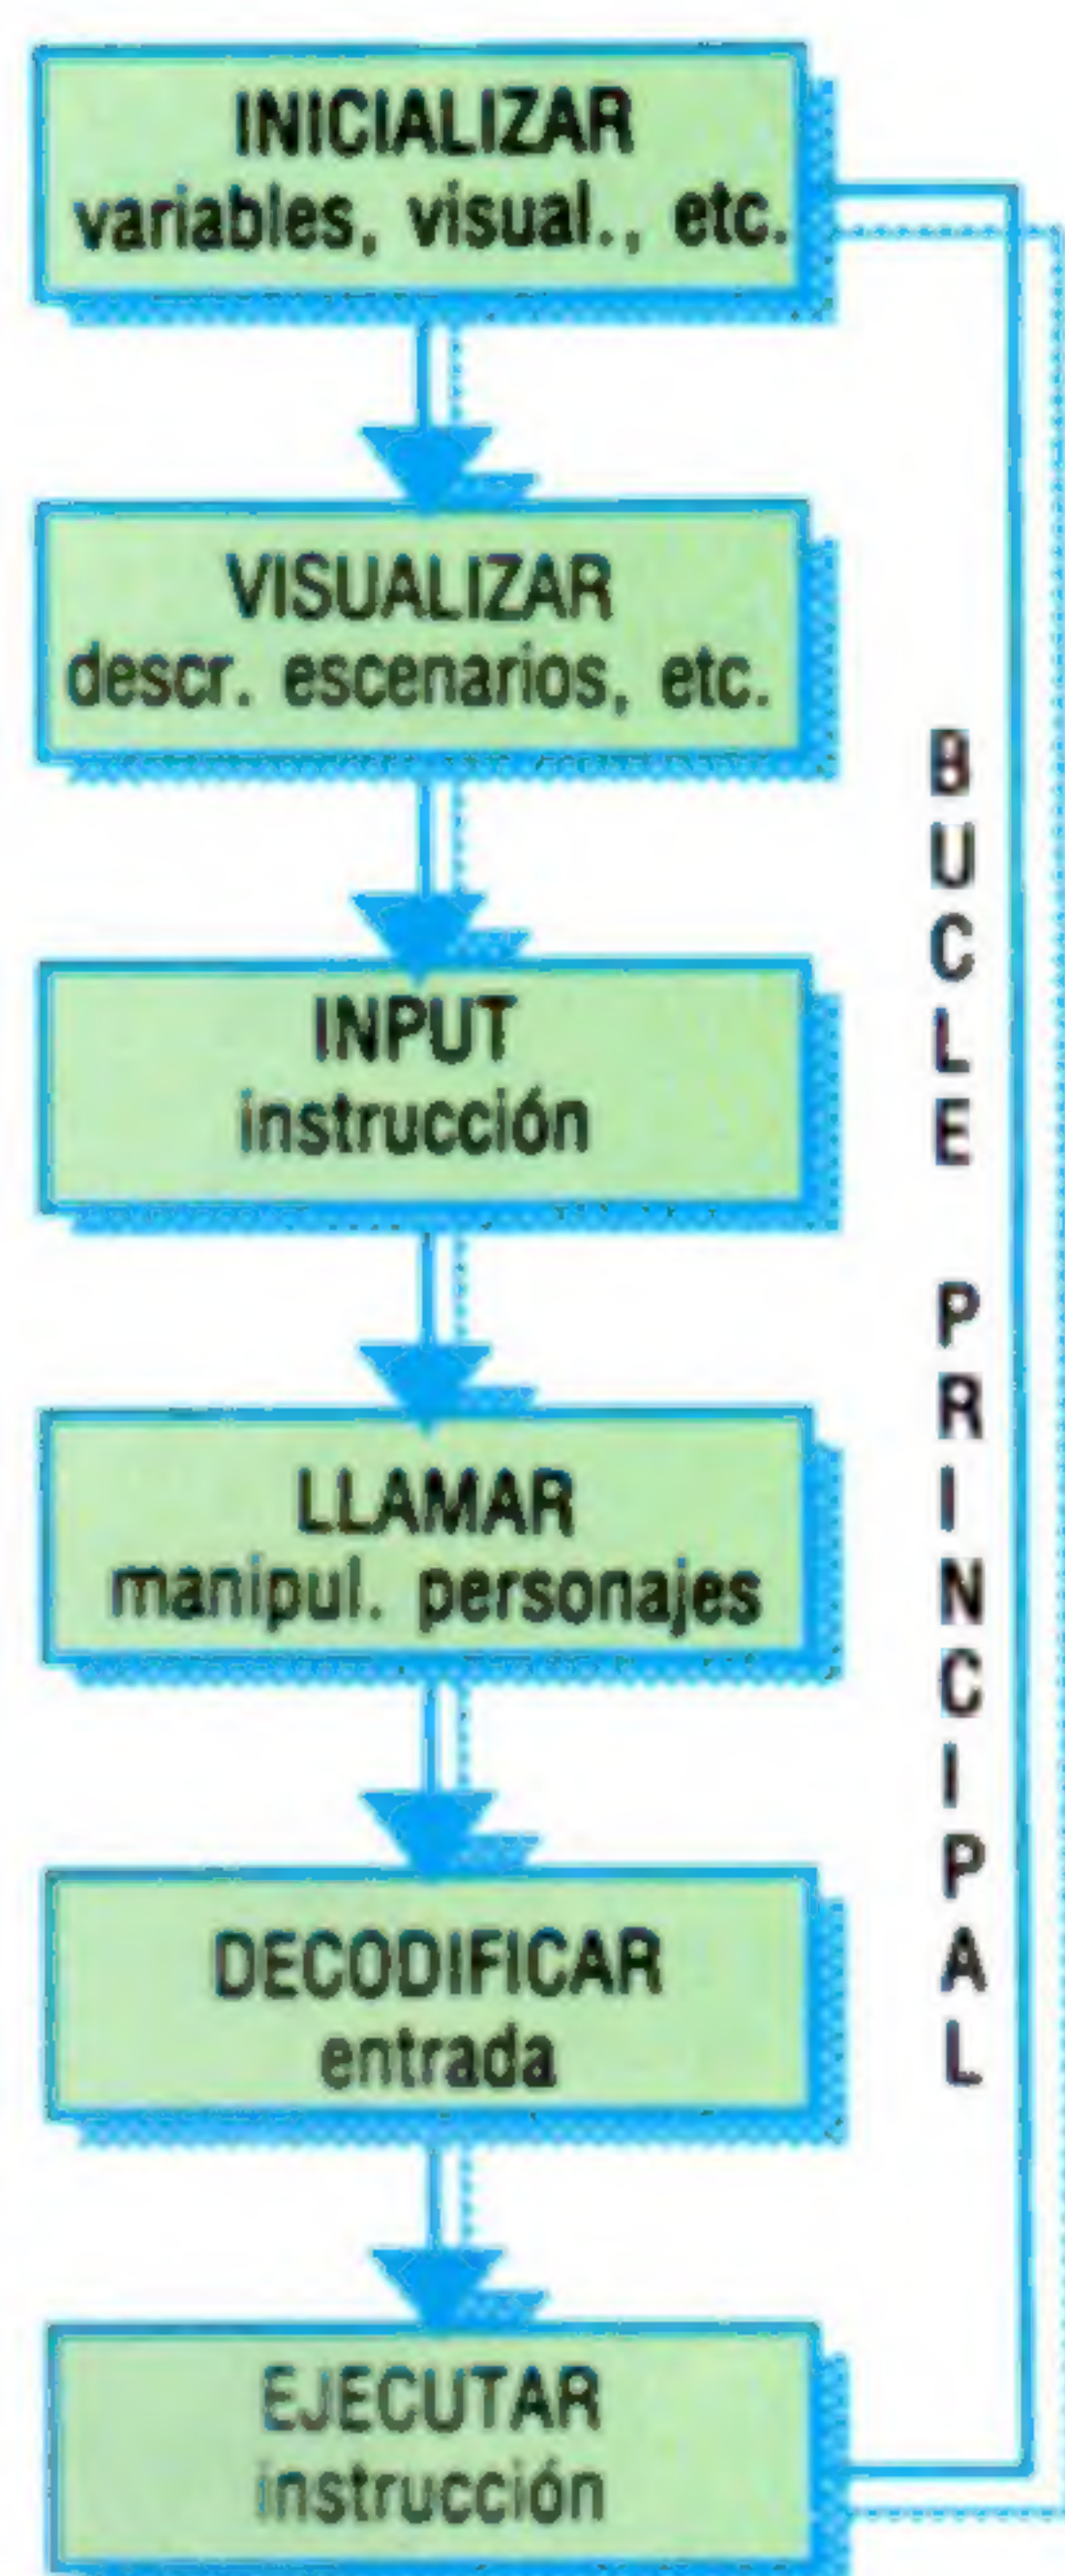 INICIALIZAR
variables, visual., etc.
VISUALIZAR
descr. escenarios, etc.
INPUT
instrucción
LLAMAR
manipul. personajes
DECODIFICAR
entrada
EJECUTAR
instrucción
BUCLE PRINCIPAL